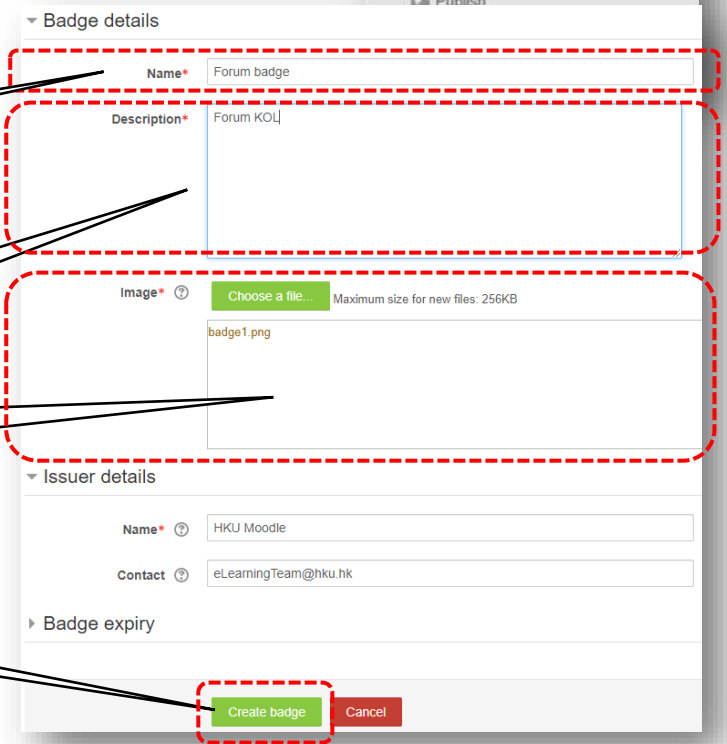 Publish
Badge details
Name* Forum badge
Description* Forum KOL
Image* ? Choose a file... Maximum size for new files: 256KB
badge1.png
Issuer details
Name* ? HKU Moodle
Contact ? eLearningTeam@hku.hk
Badge expiry
Create badge Cancel